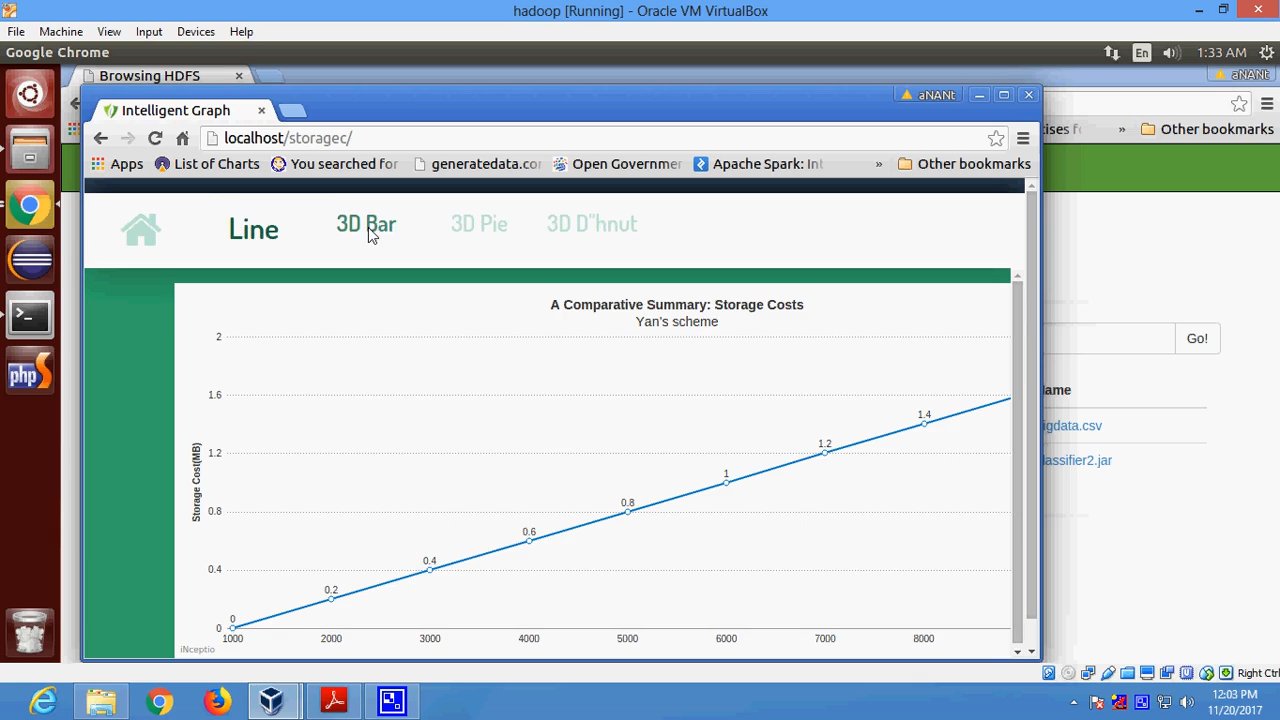 hadoop [Running] - Oracle VM VirtualBox
File Machine View Input Devices Help
Google Chrome
En
1:33 AM
Browsing HDFS
aNANt
Intelligent Graph
aNANt
localhost/storagec/
Apps List of Charts You searched for generatedata.co Open Governme Apache Spark: Int » Other bookmarks
» Other bookmarks
Line 3D Bar 3D Pie 3D D"hnut
A Comparative Summary: Storage Costs
Yan's scheme
Storage Cost(MB)
2
1.6
1.2
0.8
0.4
0
0 0.2 0.4 0.6 0.8 1 1.2 1.4
1000 2000 3000 4000 5000 6000 7000 8000
iNceptio
Go!
igdata.csv
lassifier2.jar
php
Right Ctrl
12:03 PM
11/20/2017